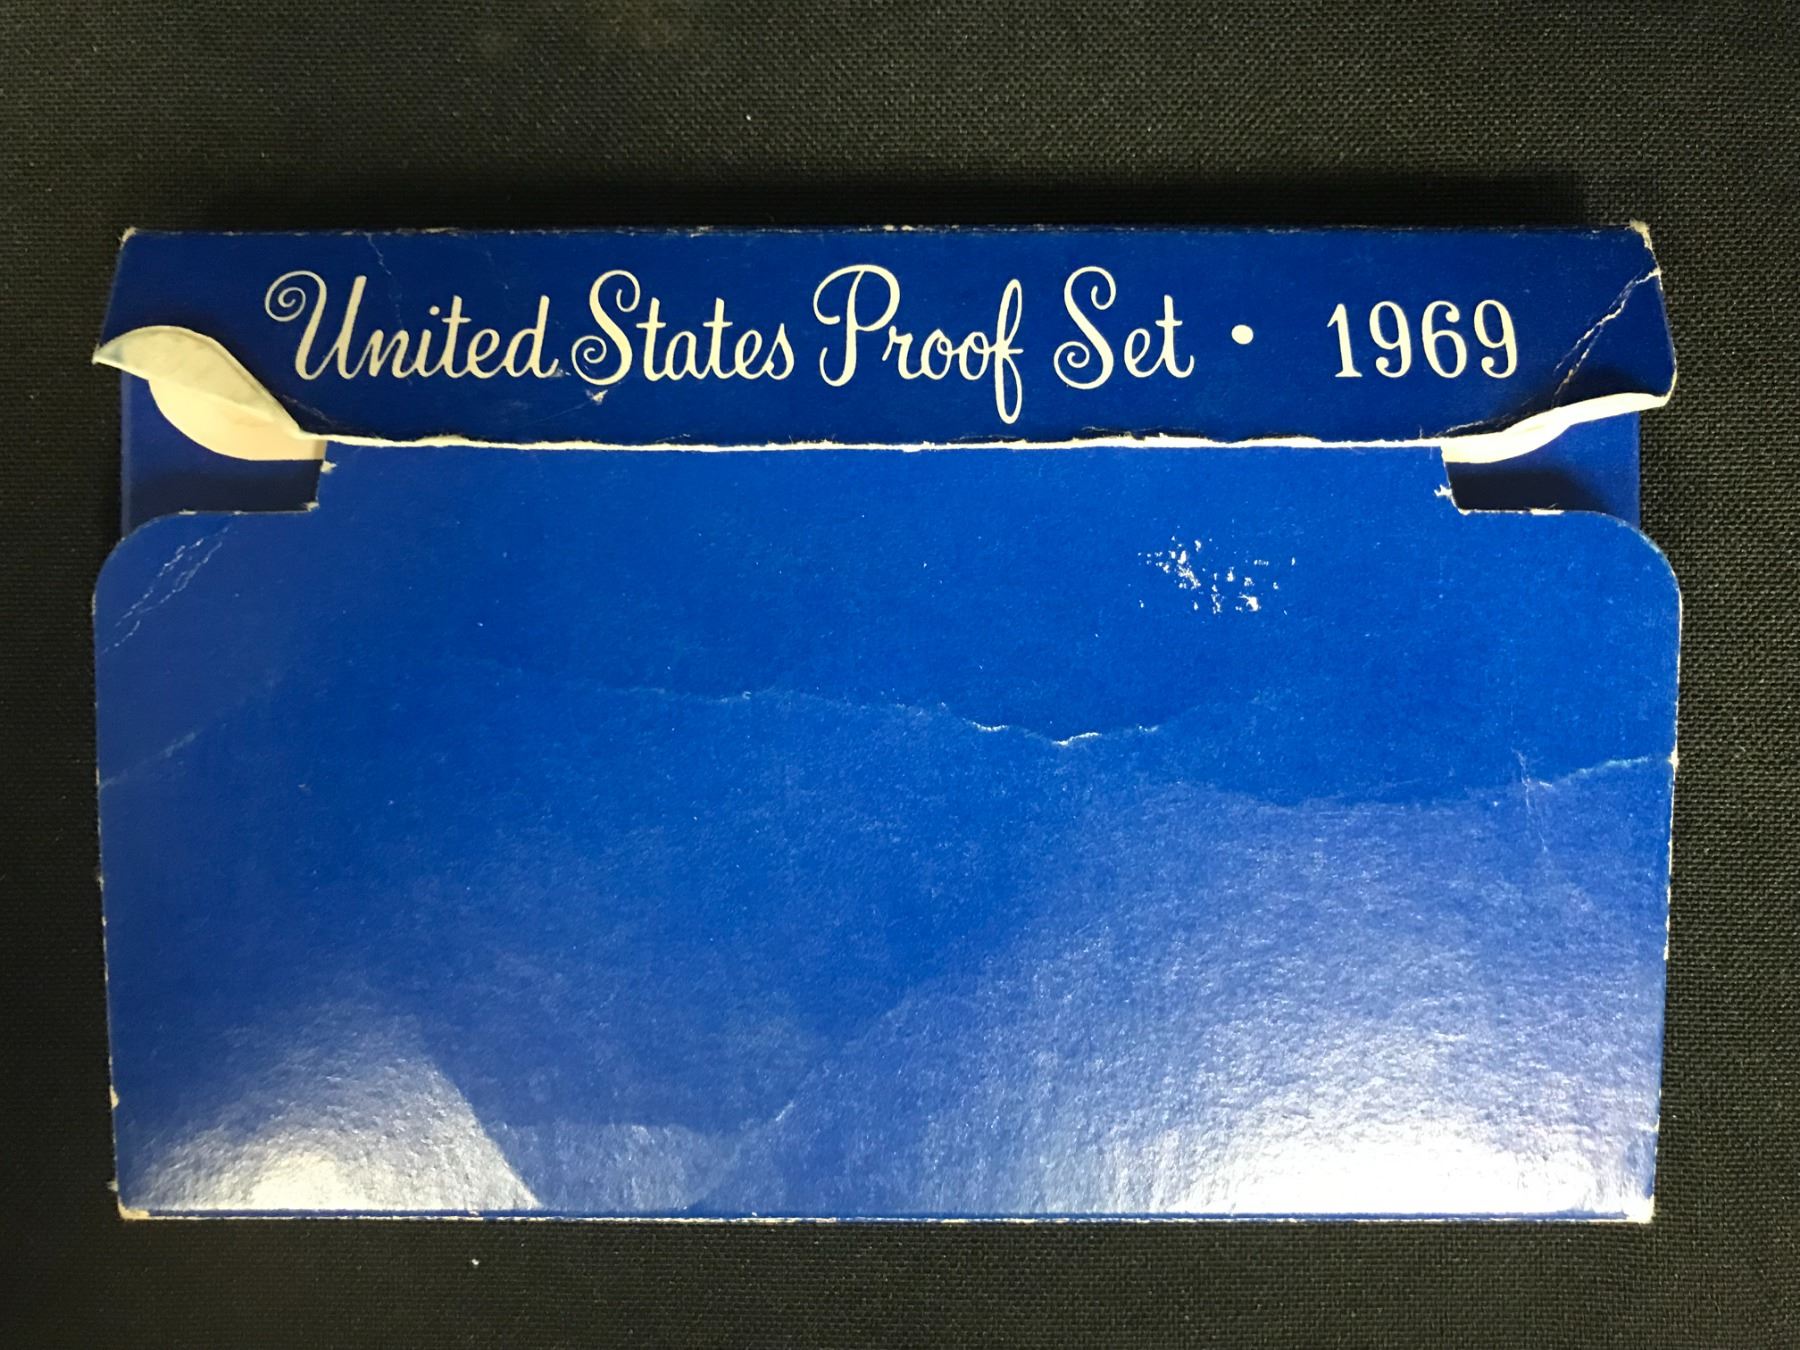 United States Proof Set • 1969